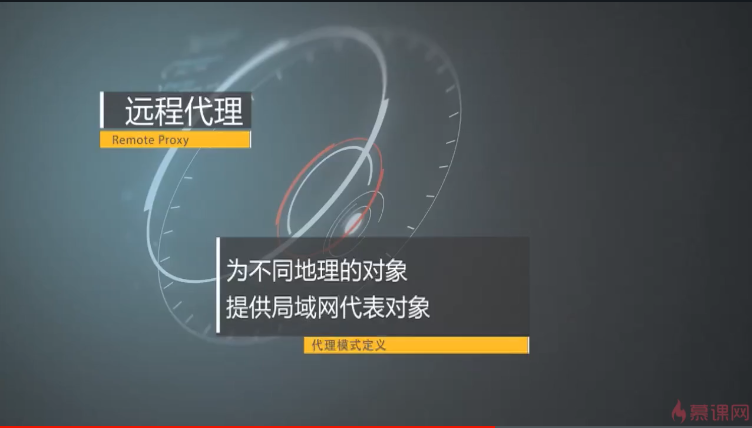 远程代理
Remote Proxy
为不同地理的对象
提供局域网代表对象
代理模式定义
慕课网